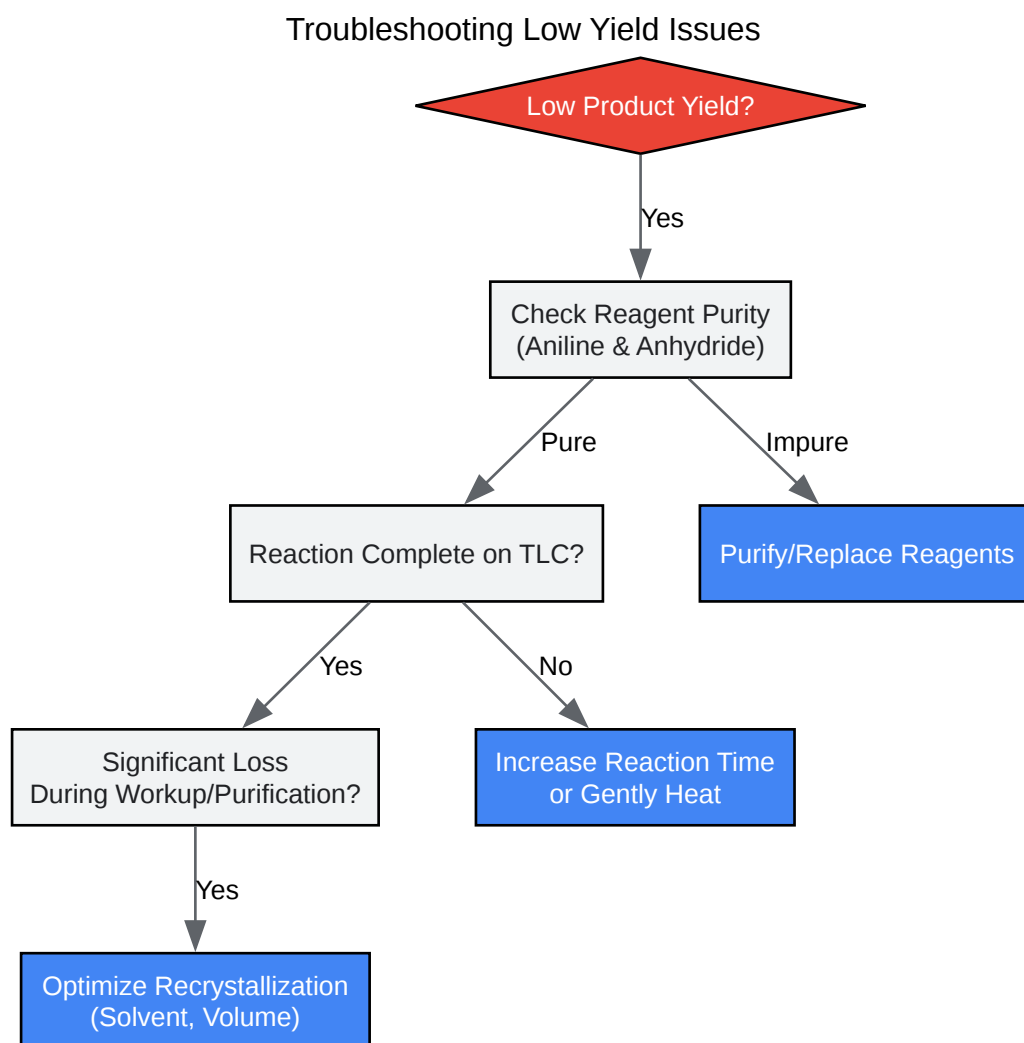 Troubleshooting Low Yield Issues
Low Product Yield?
Yes
Check Reagent Purity
(Aniline & Anhydride)
Pure
Impure
Reaction Complete on TLC?
Purify/Replace Reagents
Yes
No
Significant Loss
During Workup/Purification?
Increase Reaction Time
or Gently Heat
Yes
Optimize Recrystallization
(Solvent, Volume)